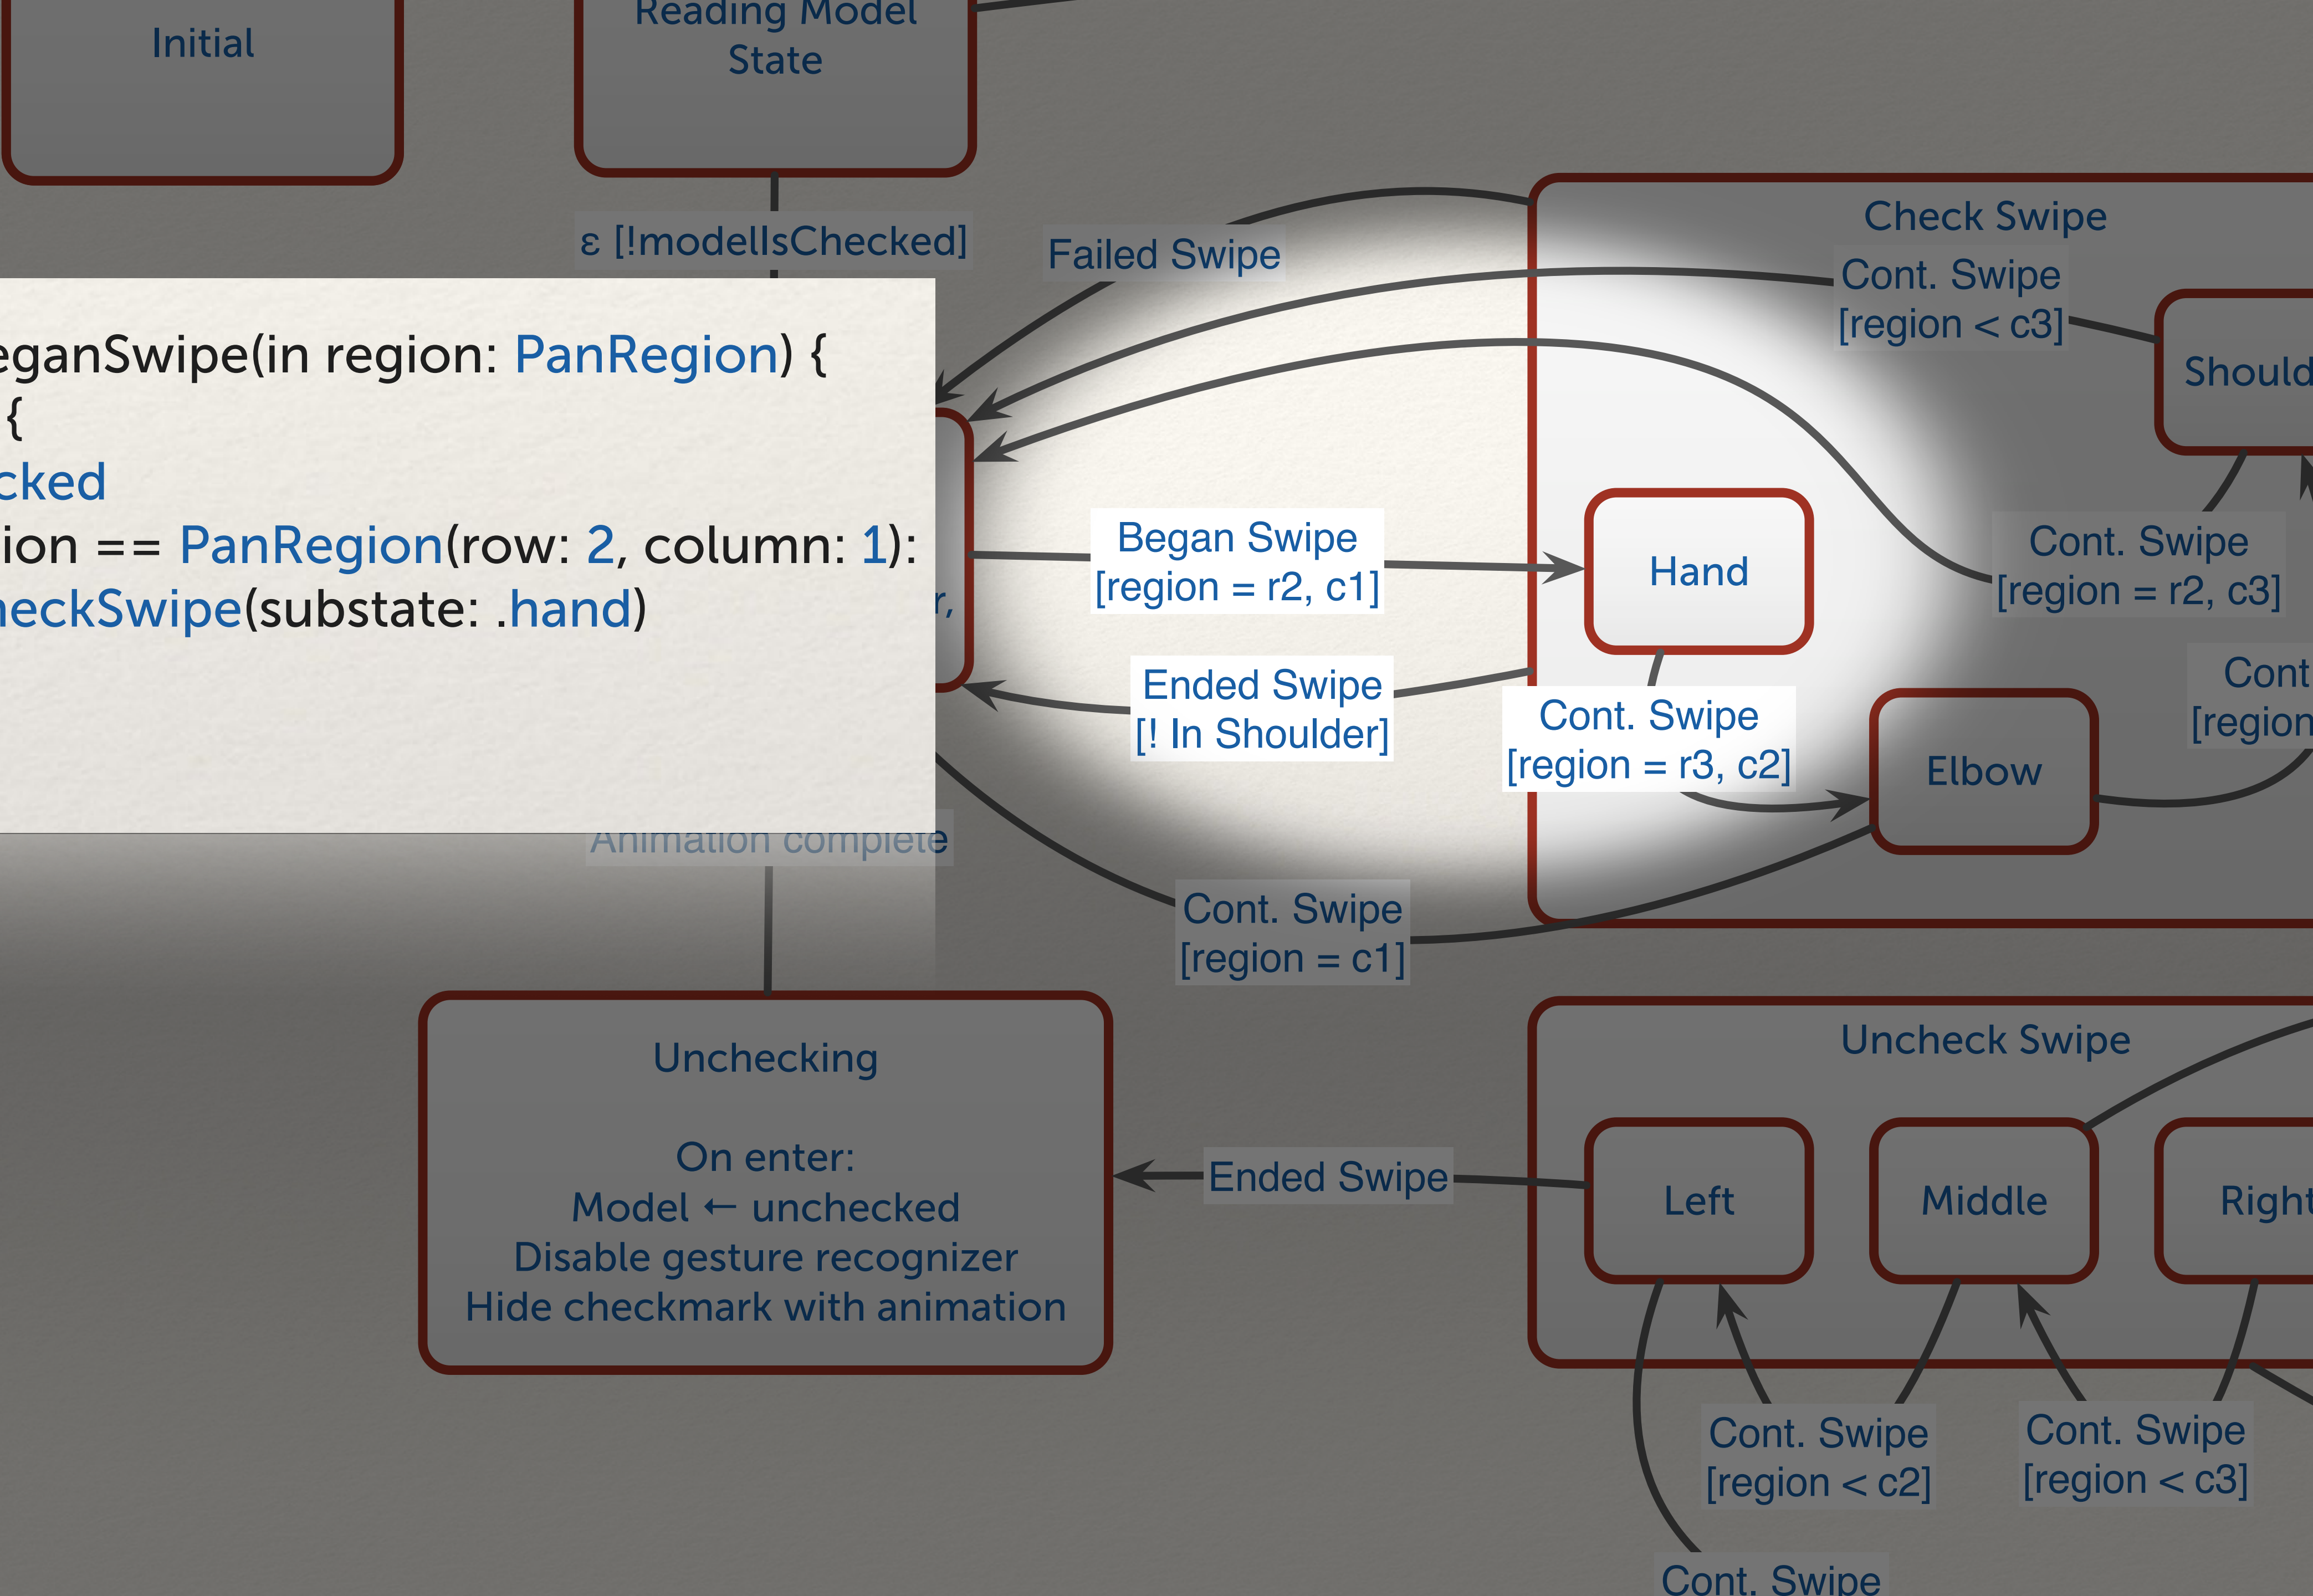 Initial
Reading Model
State
ε [!modelIsChecked]
Failed Swipe
Check Swipe
Cont. Swipe
[region < c3]
eganSwipe(in region: PanRegion) {
{
cked
ion == PanRegion(row: 2, column: 1):
heckSwipe(substate: .hand)
r,
Began Swipe
[region = r2, c1]
Hand
Should
Cont. Swipe
[region = r2, c3]
Ended Swipe
[! In Shoulder]
Cont. Swipe
[region = r3, c2]
Elbow
Cont
[region
Animation complete
Cont. Swipe
[region = c1]
Unchecking
On enter:
Model ← unchecked
Disable gesture recognizer
Hide checkmark with animation
Ended Swipe
Uncheck Swipe
Left
Middle
Right
Cont. Swipe
[region < c2]
Cont. Swipe
[region < c3]
Cont. Swipe